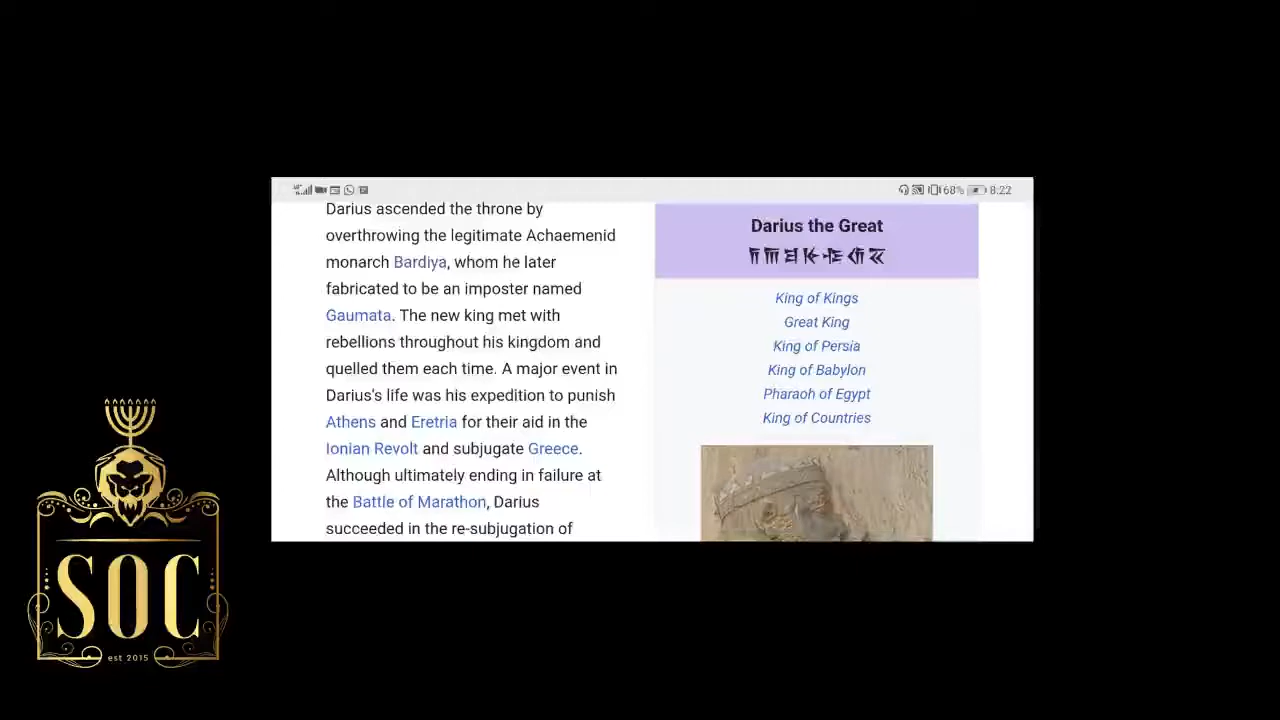 68% 8:22
Darius ascended the throne by
overthrowing the legitimate Achaemenid
monarch Bardiya, whom he later
fabricated to be an imposter named
Gaumata. The new king met with
rebellions throughout his kingdom and
quelled them each time. A major event in
Darius's life was his expedition to punish
Athens and Eretria for their aid in the
Ionian Revolt and subjugate Greece.
Although ultimately ending in failure at
the Battle of Marathon, Darius
succeeded in the re-subjugation of
Darius the Great
𐎭𐎠𐎼𐎹𐎺𐎢𐏁
King of Kings
Great King
King of Persia
King of Babylon
Pharaoh of Egypt
King of Countries
SOC
est 2015